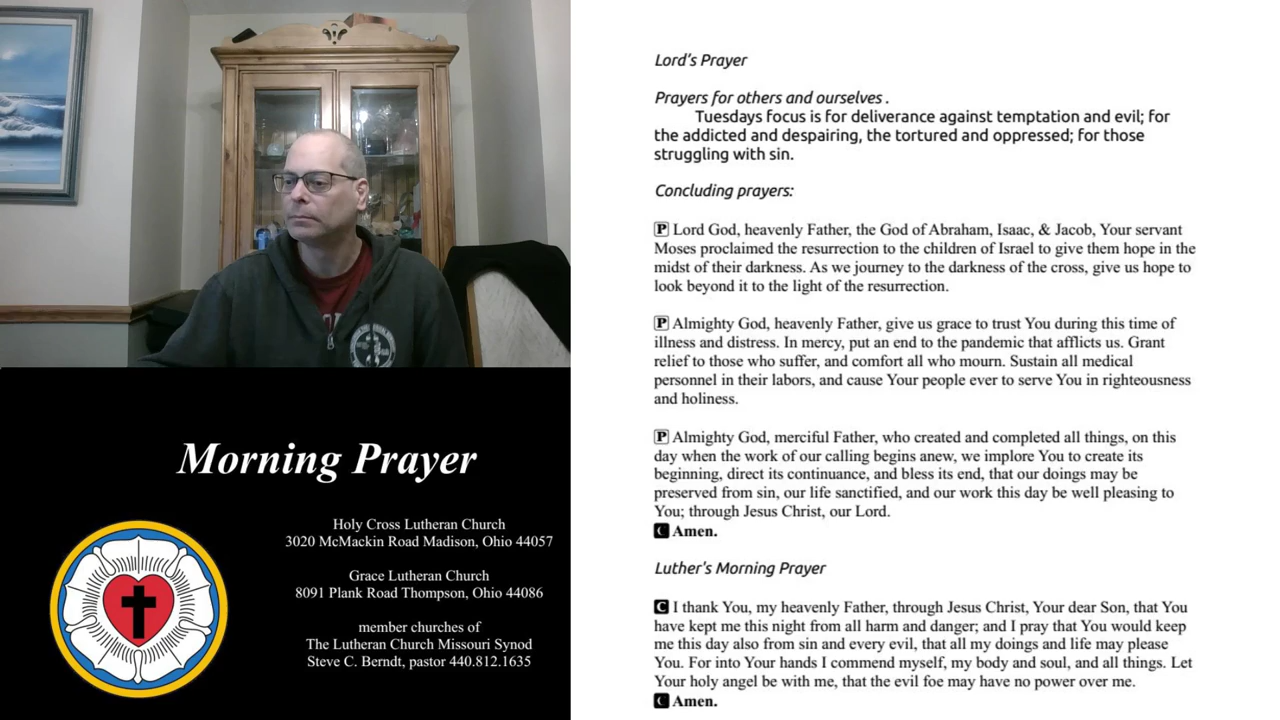 Morning Prayer
Holy Cross Lutheran Church
3020 McMackin Road Madison, Ohio 44057
Grace Lutheran Church
8091 Plank Road Thompson, Ohio 44086
member churches of
The Lutheran Church Missouri Synod
Steve C. Berndt, pastor 440.812.1635
Lord's Prayer
Prayers for others and ourselves .
Tuesdays focus is for deliverance against temptation and evil; for
the addicted and despairing, the tortured and oppressed; for those
struggling with sin.
Concluding prayers:
P Lord God, heavenly Father, the God of Abraham, Isaac, & Jacob, Your servant
Moses proclaimed the resurrection to the children of Israel to give them hope in the
midst of their darkness. As we journey to the darkness of the cross, give us hope to
look beyond it to the light of the resurrection.
P Almighty God, heavenly Father, give us grace to trust You during this time of
illness and distress. In mercy, put an end to the pandemic that afflicts us. Grant
relief to those who suffer, and comfort all who mourn. Sustain all medical
personnel in their labors, and cause Your people ever to serve You in righteousness
and holiness.
P Almighty God, merciful Father, who created and completed all things, on this
day when the work of our calling begins anew, we implore You to create its
beginning, direct its continuance, and bless its end, that our doings may be
preserved from sin, our life sanctified, and our work this day be well pleasing to
You; through Jesus Christ, our Lord.
C Amen.
Luther's Morning Prayer
C I thank You, my heavenly Father, through Jesus Christ, Your dear Son, that You
have kept me this night from all harm and danger; and I pray that You would keep
me this day also from sin and every evil, that all my doings and life may please
You. For into Your hands I commend myself, my body and soul, and all things. Let
Your holy angel be with me, that the evil foe may have no power over me.
C Amen.